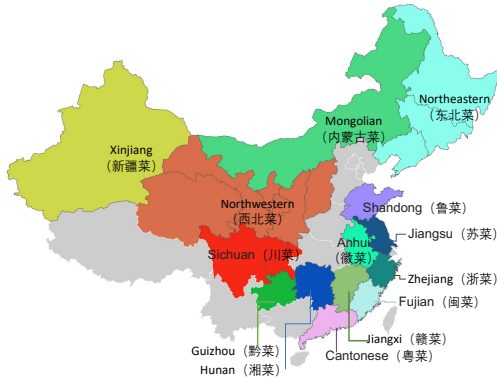 Northeastern
(东北菜)
Mongolian
(内蒙古菜)
Xinjiang
(新疆菜)
Northwestern
(西北菜)
Shandong (鲁菜)
Jiangsu (苏菜)
Anhui
(徽菜)
Sichuan (川菜)
Zhejiang (浙菜)
Fujian (闽菜)
Jiangxi (赣菜)
Guizhou (黔菜)
Cantonese (粤菜)
Hunan (湘菜)